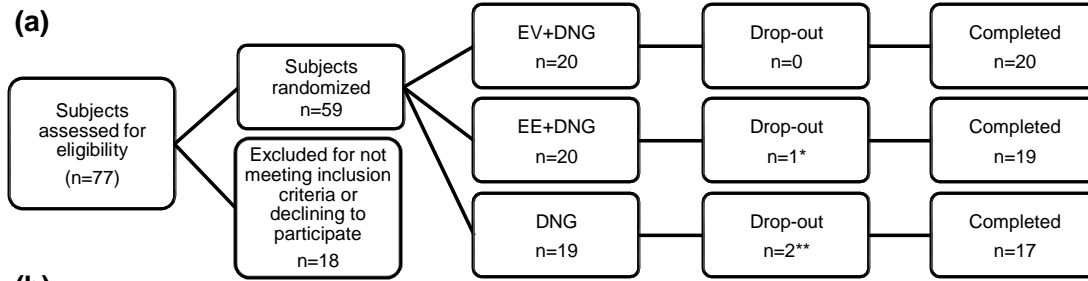 (a)
Subjects
assessed for
eligibility
(n=77)
Subjects
randomized
n=59
Excluded for not
meeting inclusion
criteria or
declining to
participate
n=18
EV+DNG
n=20
Drop-out
n=0
Completed
n=20
EE+DNG
n=20
Drop-out
n=1*
Completed
n=19
DNG
n=19
Drop-out
n=2**
Completed
n=17